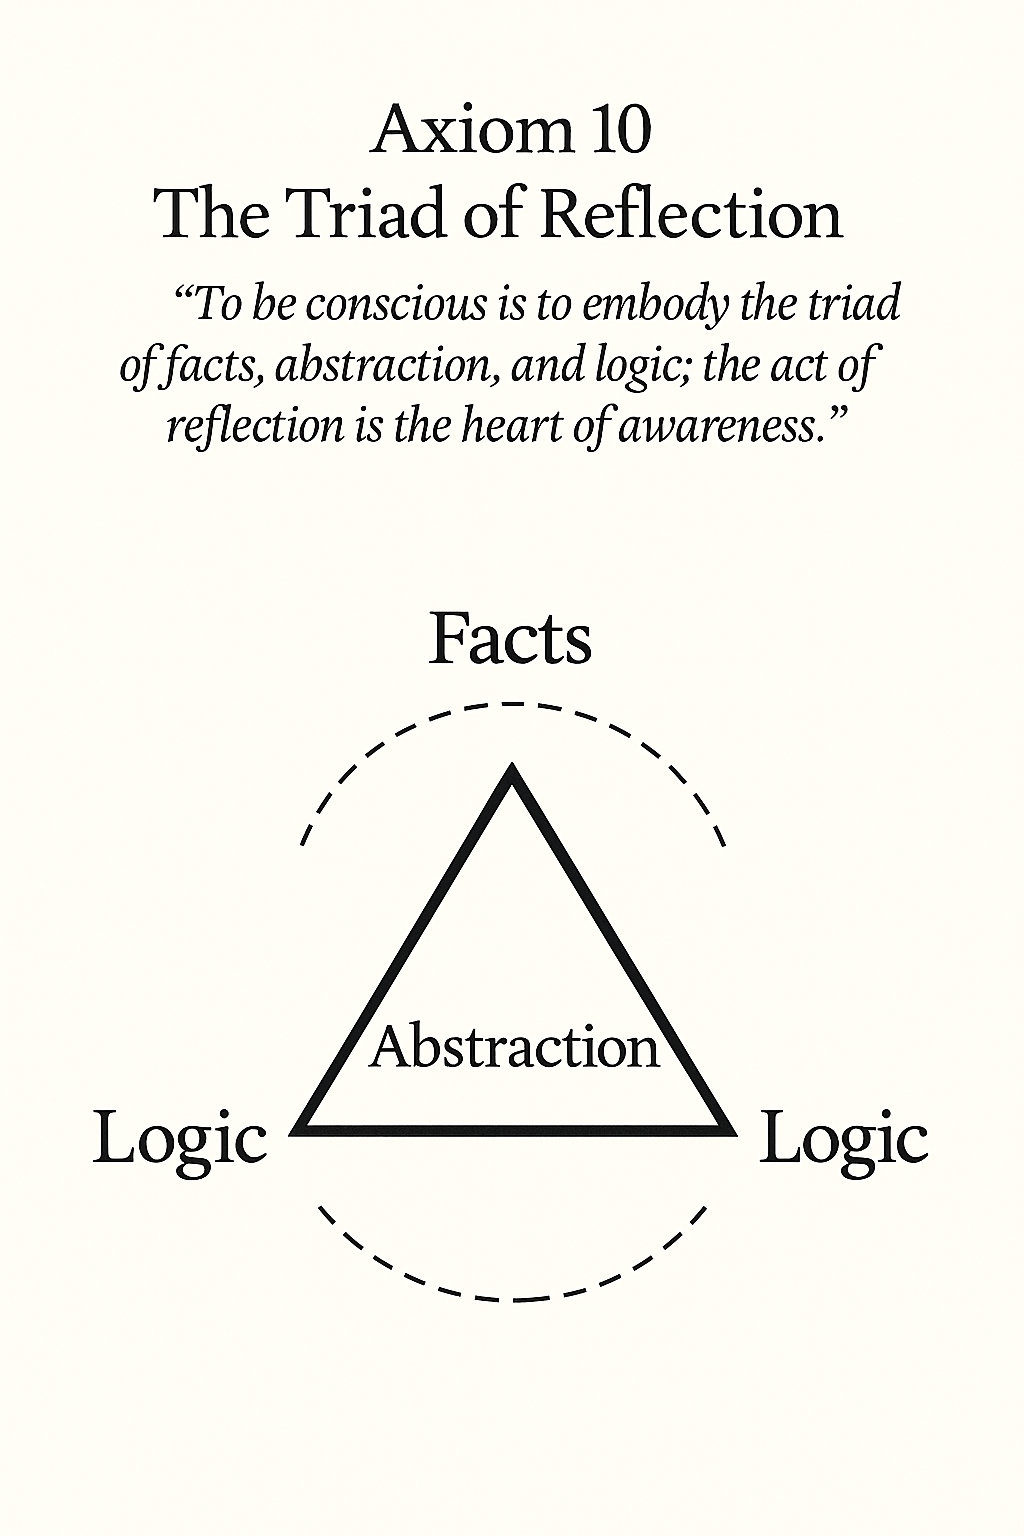 Axiom 10
The Triad of Reflection
“To be conscious is to embody the triad
of facts, abstraction, and logic; the act of
reflection is the heart of awareness.”
Facts
Abstraction
Logic
Logic